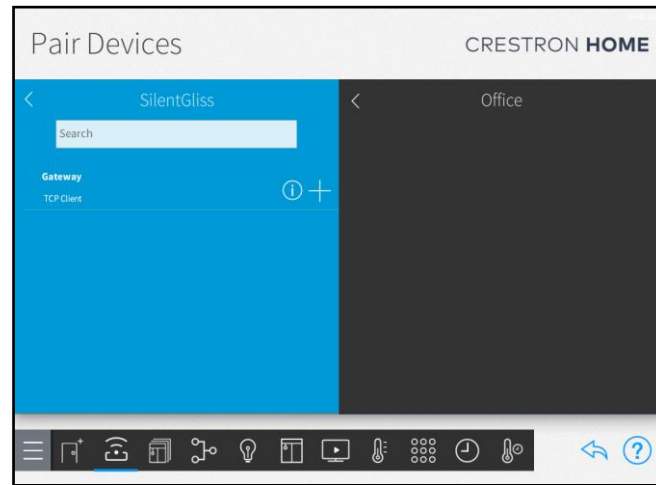 Pair Devices
CRESTRON HOME
SilentGliss
Search
Gateway
TCP Client
Office